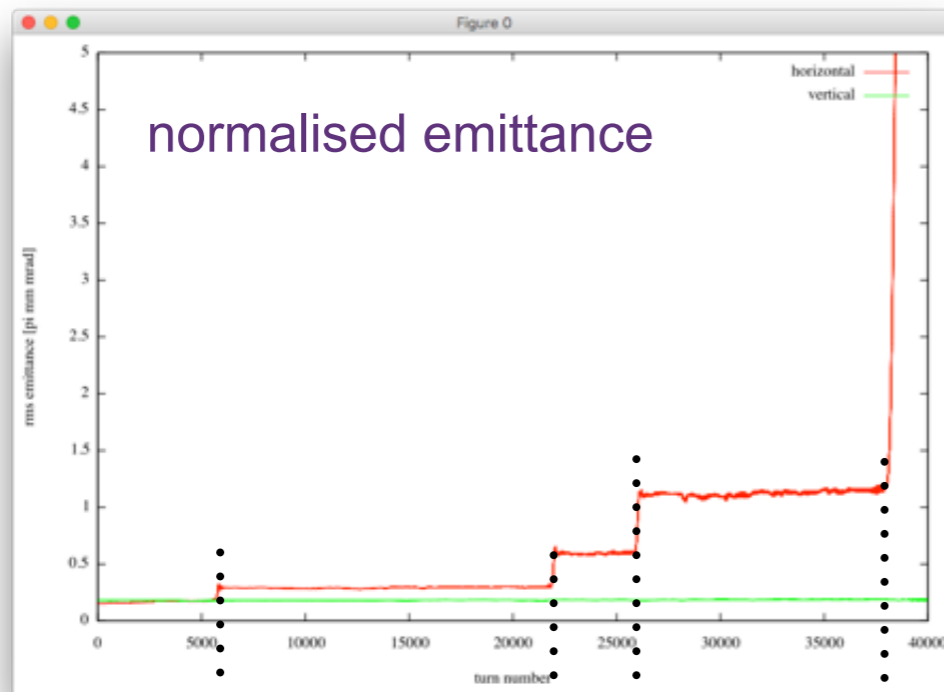 Figure 0
normalised emittance
horizontal
vertical
rms emittance [pi mm mrad]
5
4.5
4
3.5
3
2.5
2
1.5
1
0.5
0
0 5000 10000 15000 20000 25000 30000 35000 40000
turn number